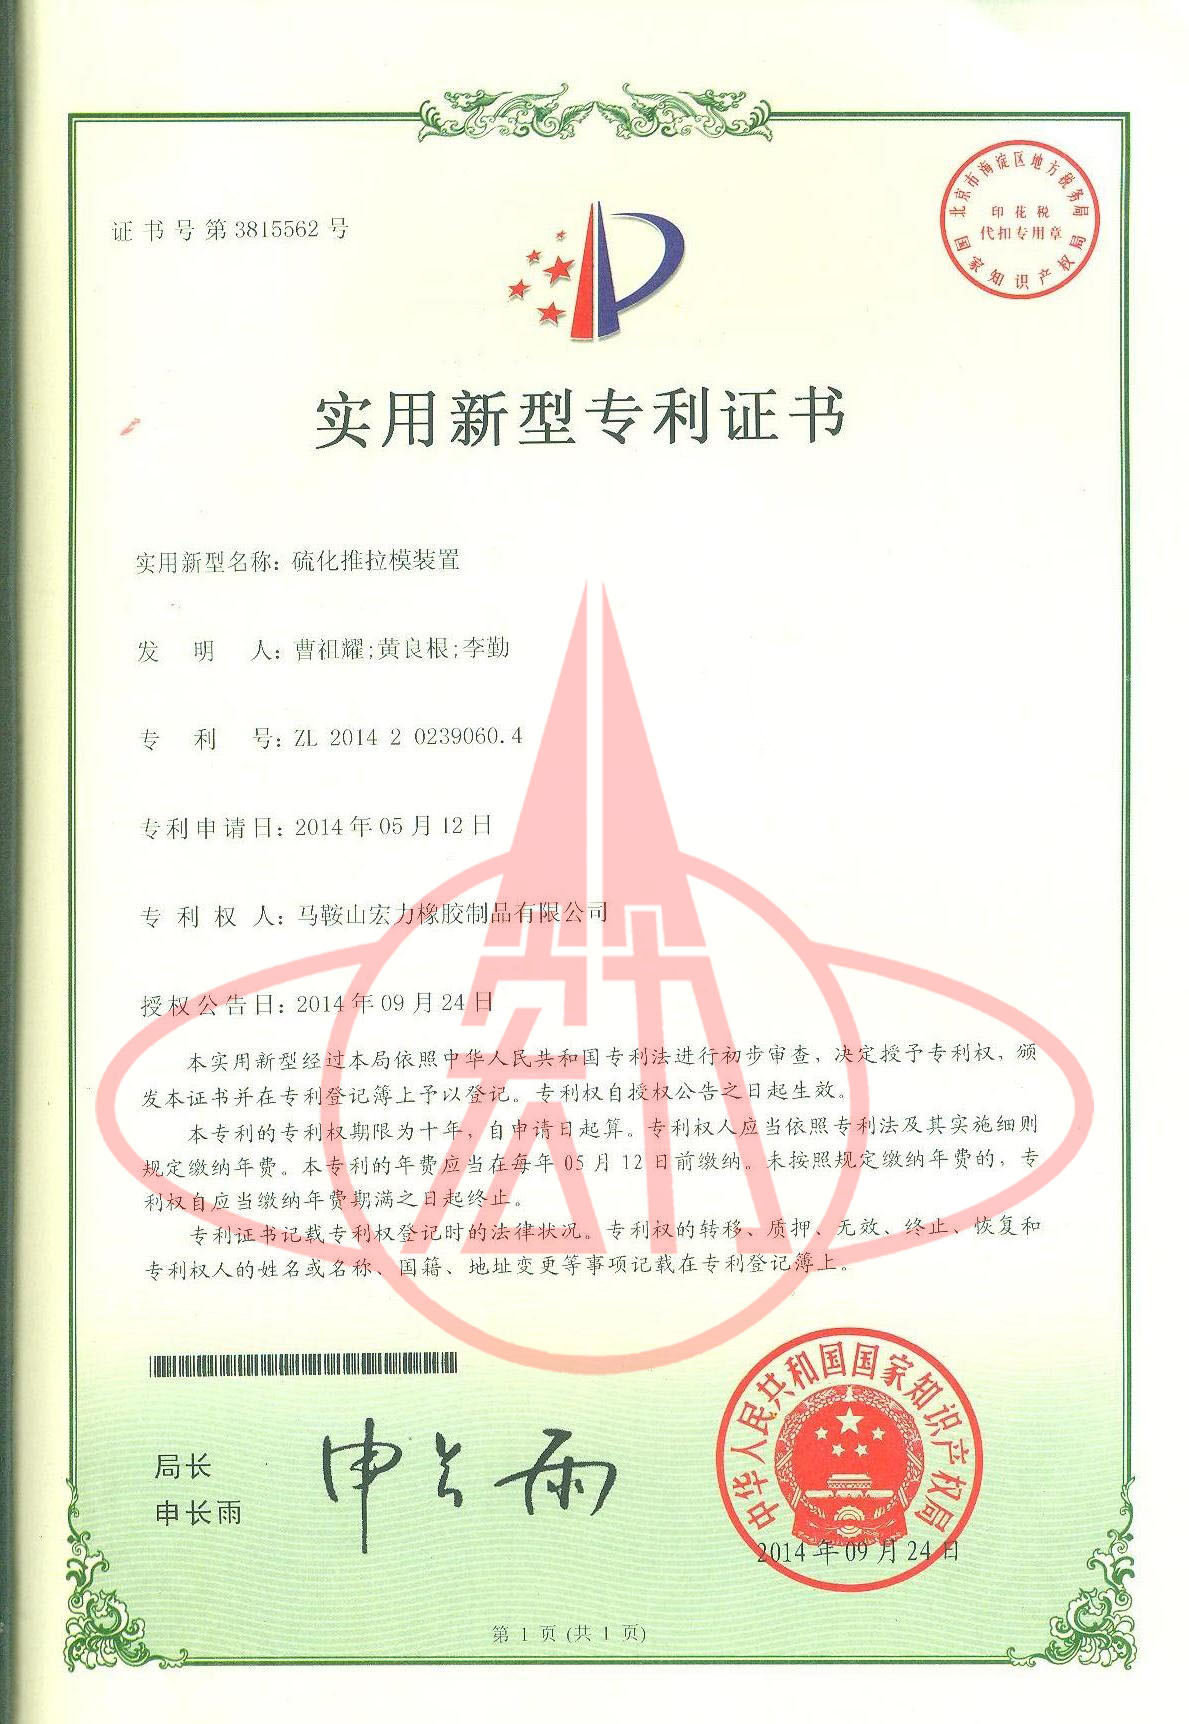 证书号第3815562号
北京市海淀区地方税务局
印花税
代扣专用章
国家知识产权局
实用新型专利证书
实用新型名称：硫化推拉模装置
发明人：曹祖耀;黄良根;李勤
专利号：ZL 2014 2 0239060.4
专利申请日：2014年05月12日
专利权人：马鞍山宏力橡胶制品有限公司
授权公告日：2014年09月24日
本实用新型经过本局依照中华人民共和国专利法进行初步审查，决定授予专利权，颁
发本证书并在专利登记簿上予以登记。专利权自授权公告之日起生效。
本专利的专利权期限为十年，自申请日起算。专利权人应当依照专利法及其实施细则
规定缴纳年费。本专利的年费应当在每年05月12日前缴纳。未按照规定缴纳年费的，专
利权自应当缴纳年费期满之日起终止。
专利证书记载专利权登记时的法律状况。专利权的转移、质押、无效、终止、恢复和
专利权人的姓名或名称、国籍、地址变更等事项记载在专利登记簿上。
局长
申长雨
申长雨
中华人民共和国国家知识产权局
2014年09月24日
第1页(共1页)